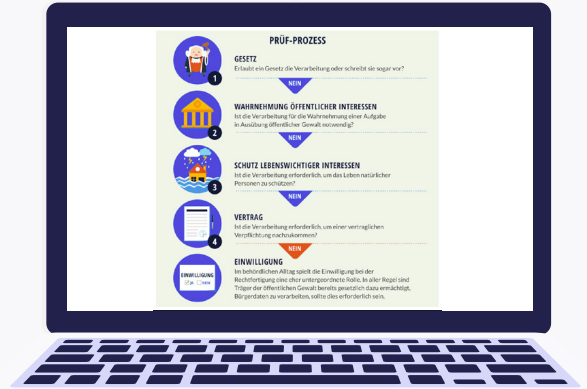 PRÜF-PROZESS
GESETZ
Erlaubt ein Gesetz die Verarbeitung oder schreibt sie sogar vor?
1
NEIN
WAHRNEHMUNG ÖFFENTLICHER INTERESSEN
Ist die Verarbeitung für die Wahrnehmung einer Aufgabe
in Ausübung öffentlicher Gewalt notwendig?
2
NEIN
SCHUTZ LEBENSWICHTIGER INTERESSEN
Ist die Verarbeitung erforderlich, um das Leben natürlicher
Personen zu schützen?
3
NEIN
VERTRAG
Ist die Verarbeitung erforderlich, um einer vertraglichen
Verpflichtung nachzukommen?
4
NEIN
EINWILLIGUNG
Im behördlichen Alltag spielt die Einwilligung bei der
Rechtfertigung eine eher untergeordnete Rolle. In aller Regel sind
Träger der öffentlichen Gewalt bereits gesetzlich dazu ermächtigt,
Bürgerdaten zu verarbeiten, sollte dies erforderlich sein.
EINWILLIGUNG